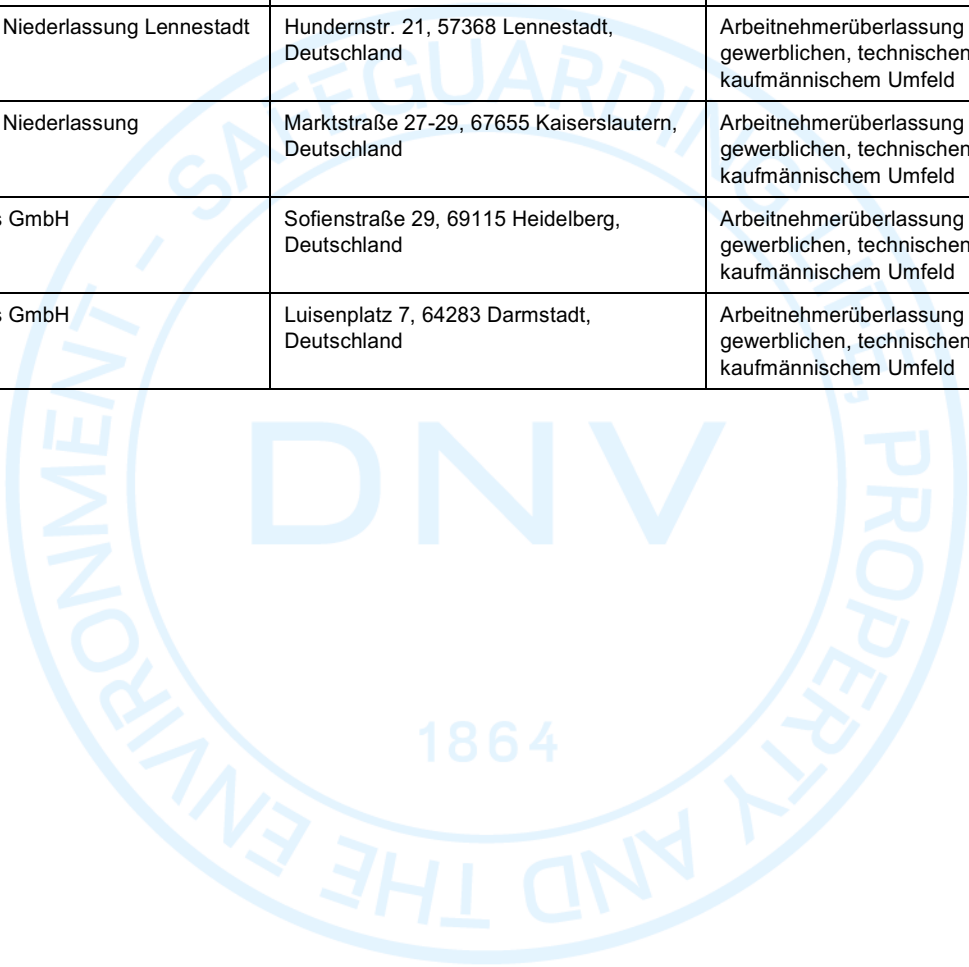 Niederlassung Lennestadt
Hundernstr. 21, 57368 Lennestadt,
Deutschland
Arbeitnehmerüberlassung
gewerblichen, technischen
kaufmännischem Umfeld
Niederlassung
Marktstraße 27-29, 67655 Kaiserslautern,
Deutschland
Arbeitnehmerüberlassung
gewerblichen, technischen
kaufmännischem Umfeld
s GmbH
Sofienstraße 29, 69115 Heidelberg,
Deutschland
Arbeitnehmerüberlassung
gewerblichen, technischen
kaufmännischem Umfeld
s GmbH
Luisenplatz 7, 64283 Darmstadt,
Deutschland
Arbeitnehmerüberlassung
gewerblichen, technischen
kaufmännischem Umfeld
SAFEGUARDING LIFE, PROPERTY AND THE ENVIRONMENT -
DNV
1864